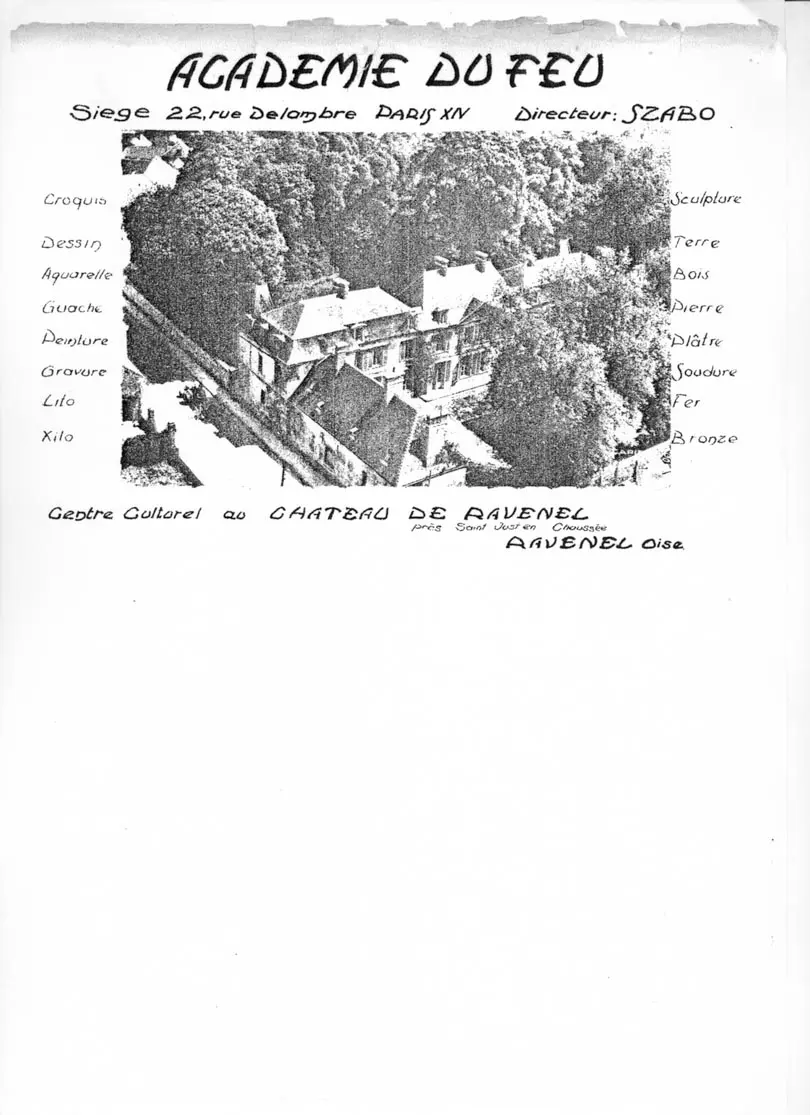 ACADEMIE DU FEU
Siege 22, rue Delambre PARIS XIV Directeur: SZABO
Croquis
Dessin
Aquarelle
Guache
Peinture
Gravure
Lito
Xilo
Sculpture
Terre
Bois
Pierre
Plâtre
Soudure
Fer
Bronze
Centre Culturel au CHATEAU DE RAVENEL
près Saint Just en Chaussée
RAVENEL Oise